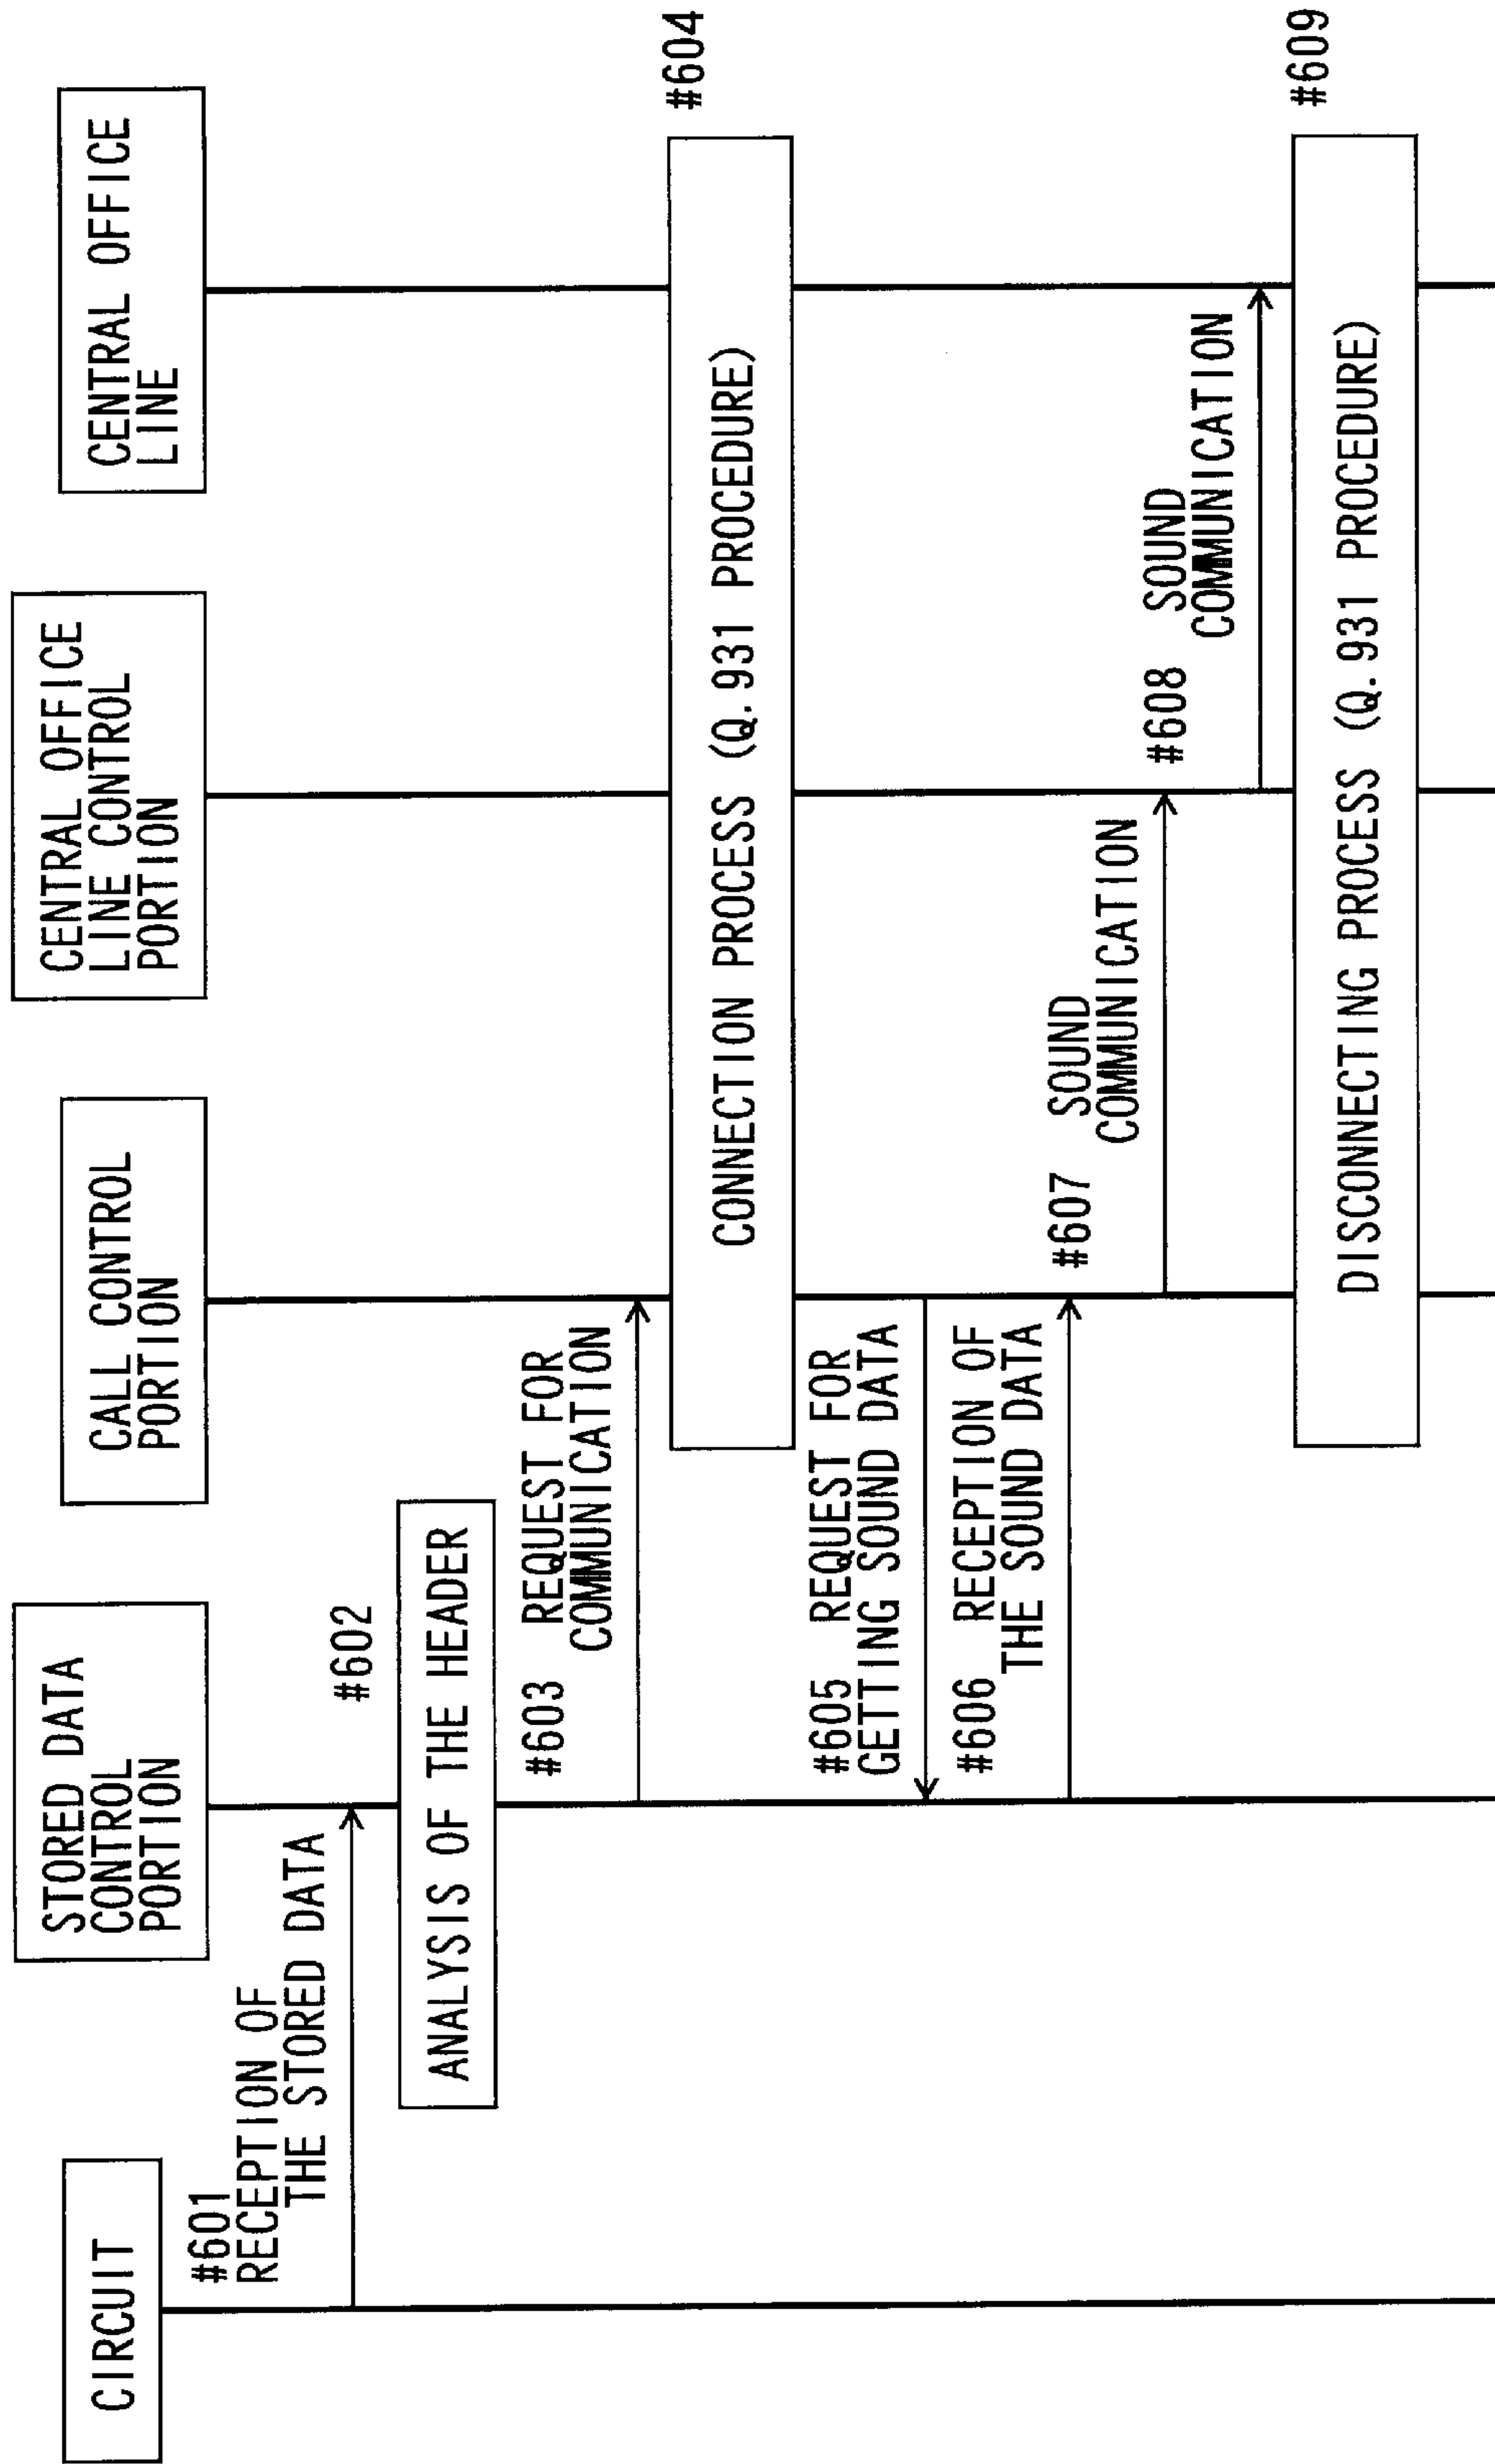 CIRCUIT
STORED DATA
CONTROL
PORTION
CALL CONTROL
PORTION
CENTRAL OFFICE
LINE CONTROL
PORTION
CENTRAL OFFICE
LINE
#601
RECEPTION OF
THE STORED DATA
#602
ANALYSIS OF THE HEADER
#603 REQUEST FOR
COMMUNICATION
#604
CONNECTION PROCESS (Q.931 PROCEDURE)
#605 REQUEST FOR
GETTING SOUND DATA
#606 RECEPTION OF
THE SOUND DATA
#607 SOUND
COMMUNICATION
#608 SOUND
COMMUNICATION
#609
DISCONNECTING PROCESS (Q.931 PROCEDURE)